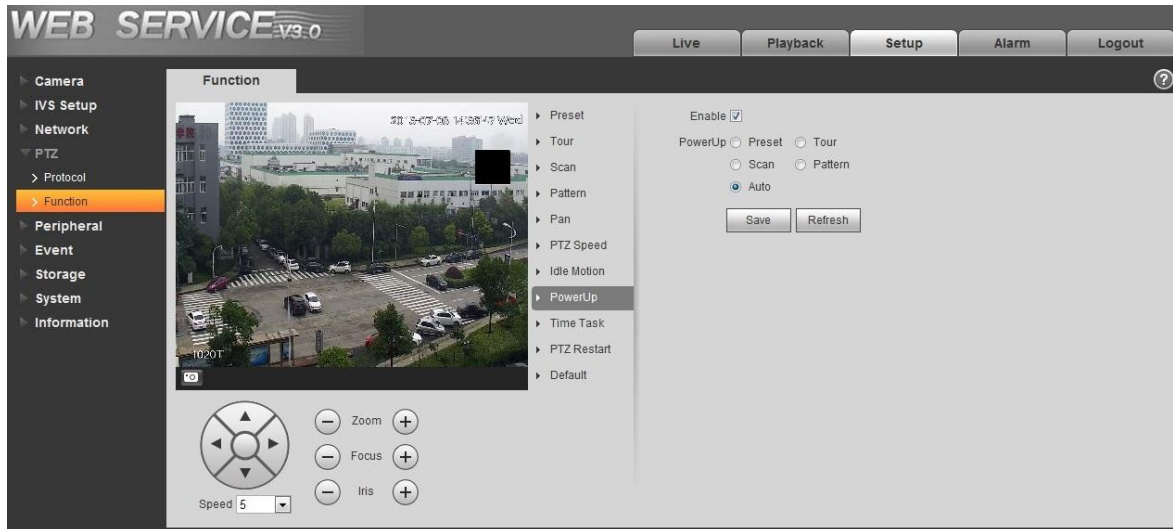 WEB SERVICE V3.0
Live Playback Setup Alarm Logout
Camera
IVS Setup
Network
PTZ
Protocol
Function
Peripheral
Event
Storage
System
Information
Function
1020T
Zoom
Focus
Iris
Speed 5
Preset
Tour
Scan
Pattern
Pan
PTZ Speed
Idle Motion
PowerUp
Time Task
PTZ Restart
Default
Enable
PowerUp Preset Tour
Scan Pattern
Auto
Save Refresh
?